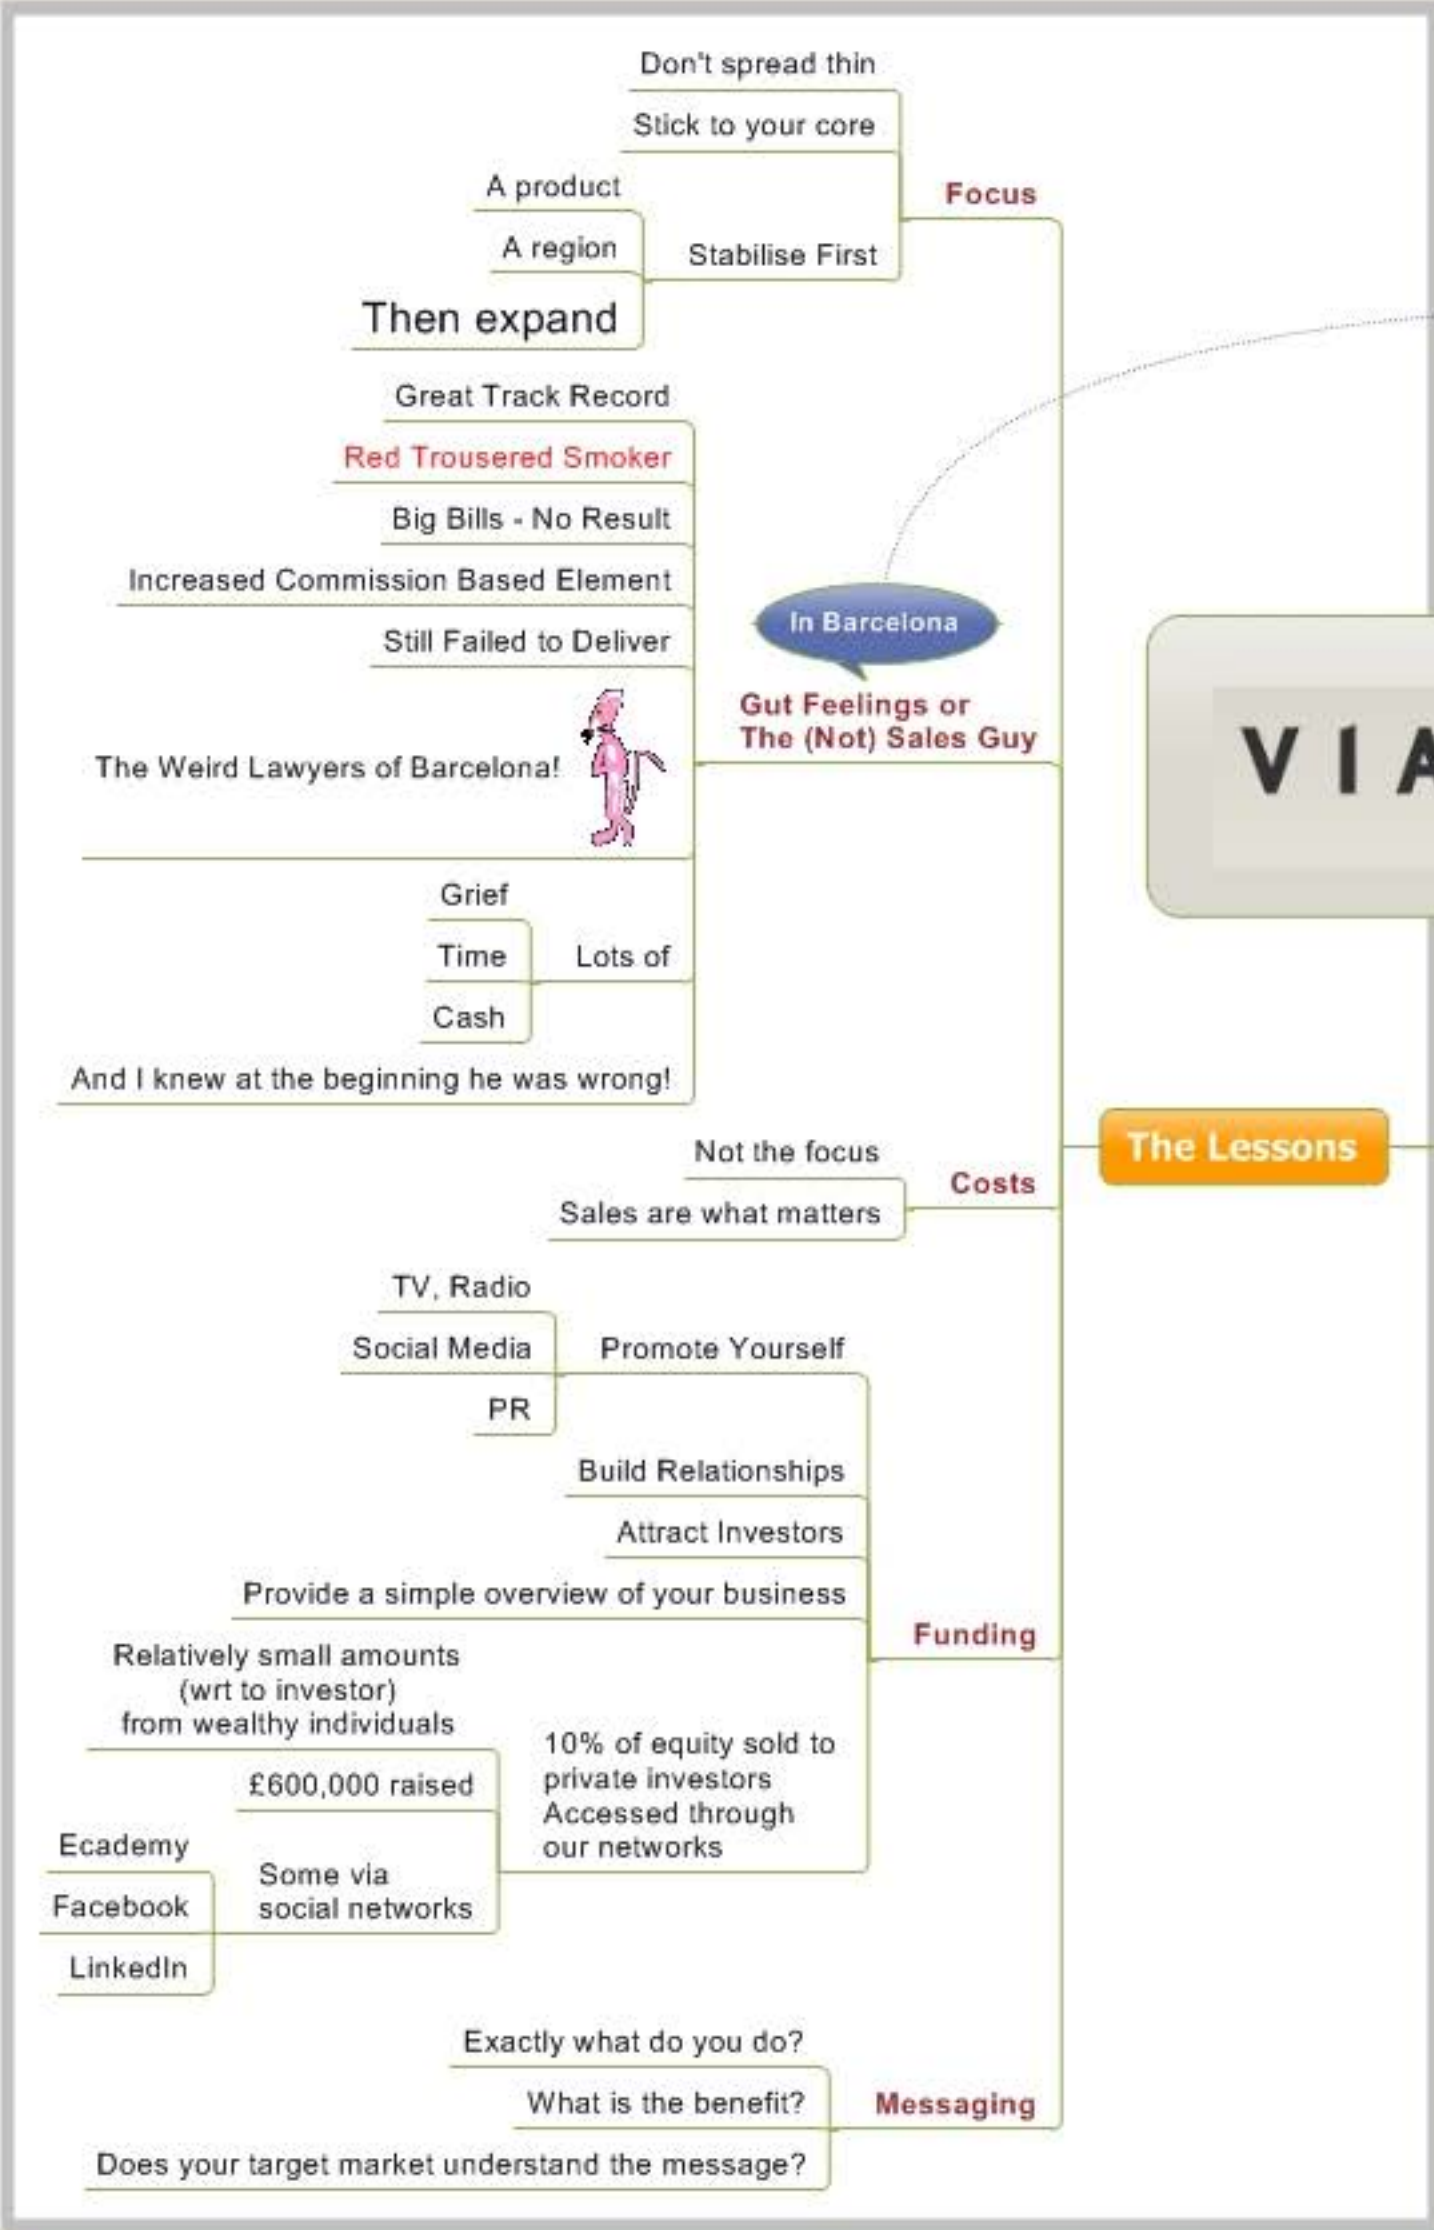 Don't spread thin
Stick to your core
A product
A region
Then expand
Stabilise First
Focus
Great Track Record
Red Trousered Smoker
Big Bills - No Result
Increased Commission Based Element
Still Failed to Deliver
The Weird Lawyers of Barcelona!
Grief
Time
Cash
Lots of
And I knew at the beginning he was wrong!
In Barcelona
Gut Feelings or
The (Not) Sales Guy
VIA
The Lessons
Not the focus
Sales are what matters
Costs
TV, Radio
Social Media
PR
Promote Yourself
Build Relationships
Attract Investors
Provide a simple overview of your business
Relatively small amounts
(wrt to investor)
from wealthy individuals
£600,000 raised
Ecademy
Facebook
LinkedIn
Some via
social networks
10% of equity sold to
private investors
Accessed through
our networks
Funding
Exactly what do you do?
What is the benefit?
Does your target market understand the message?
Messaging